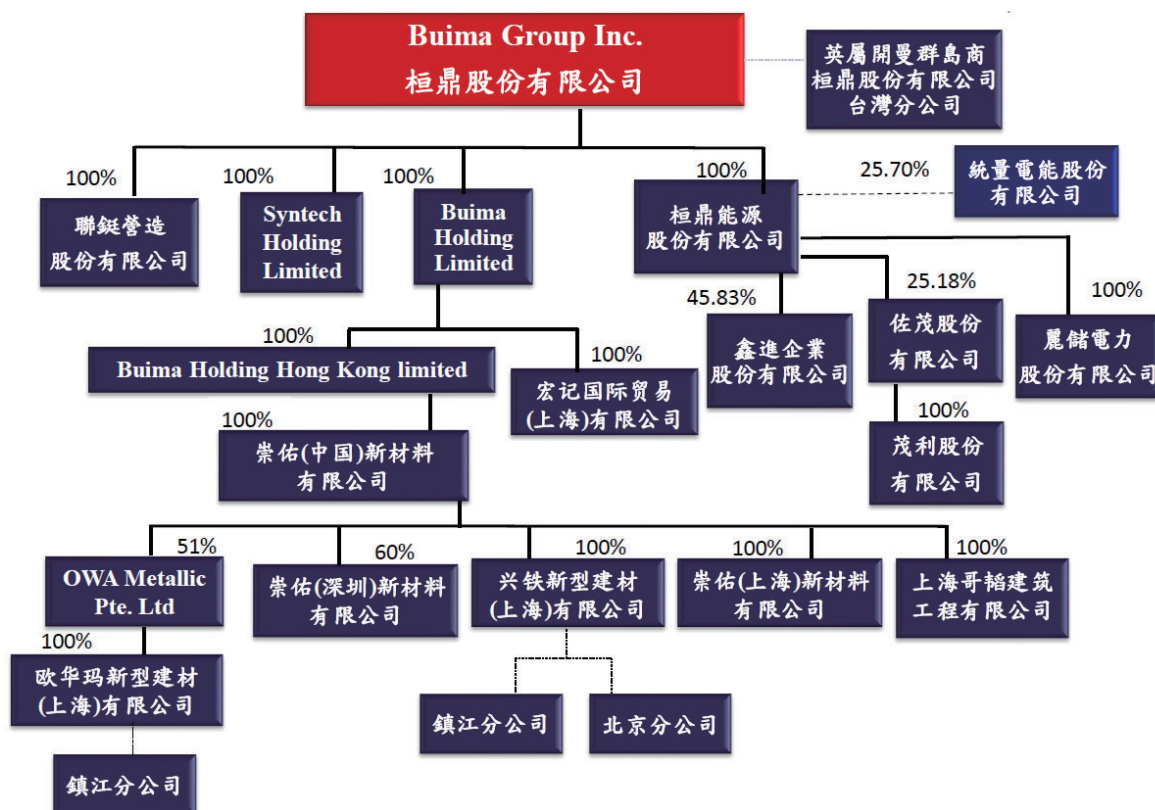 Buima Group Inc.
桓鼎股份有限公司
英屬開曼群島商
桓鼎股份有限公司
台灣分公司
100%
聯鋌營造
股份有限公司
100%
Syntech
Holding
Limited
100%
Buima
Holding
Limited
100%
桓鼎能源
股份有限公司
25.70%
統量電能股份
有限公司
45.83%
鑫進企業
股份有限公司
25.18%
佐茂股份
有限公司
100%
麗儲電力
股份有限公司
100%
茂利股份
有限公司
100%
Buima Holding Hong Kong limited
100%
宏记国际贸易
(上海)有限公司
100%
崇佑(中国)新材料
有限公司
51%
OWA Metallic
Pte. Ltd
60%
崇佑(深圳)新材料
有限公司
100%
兴铁新型建材
(上海)有限公司
100%
崇佑(上海)新材料
有限公司
100%
上海哥韬建筑
工程有限公司
100%
欧华玛新型建材
(上海)有限公司
鎮江分公司
北京分公司
鎮江分公司